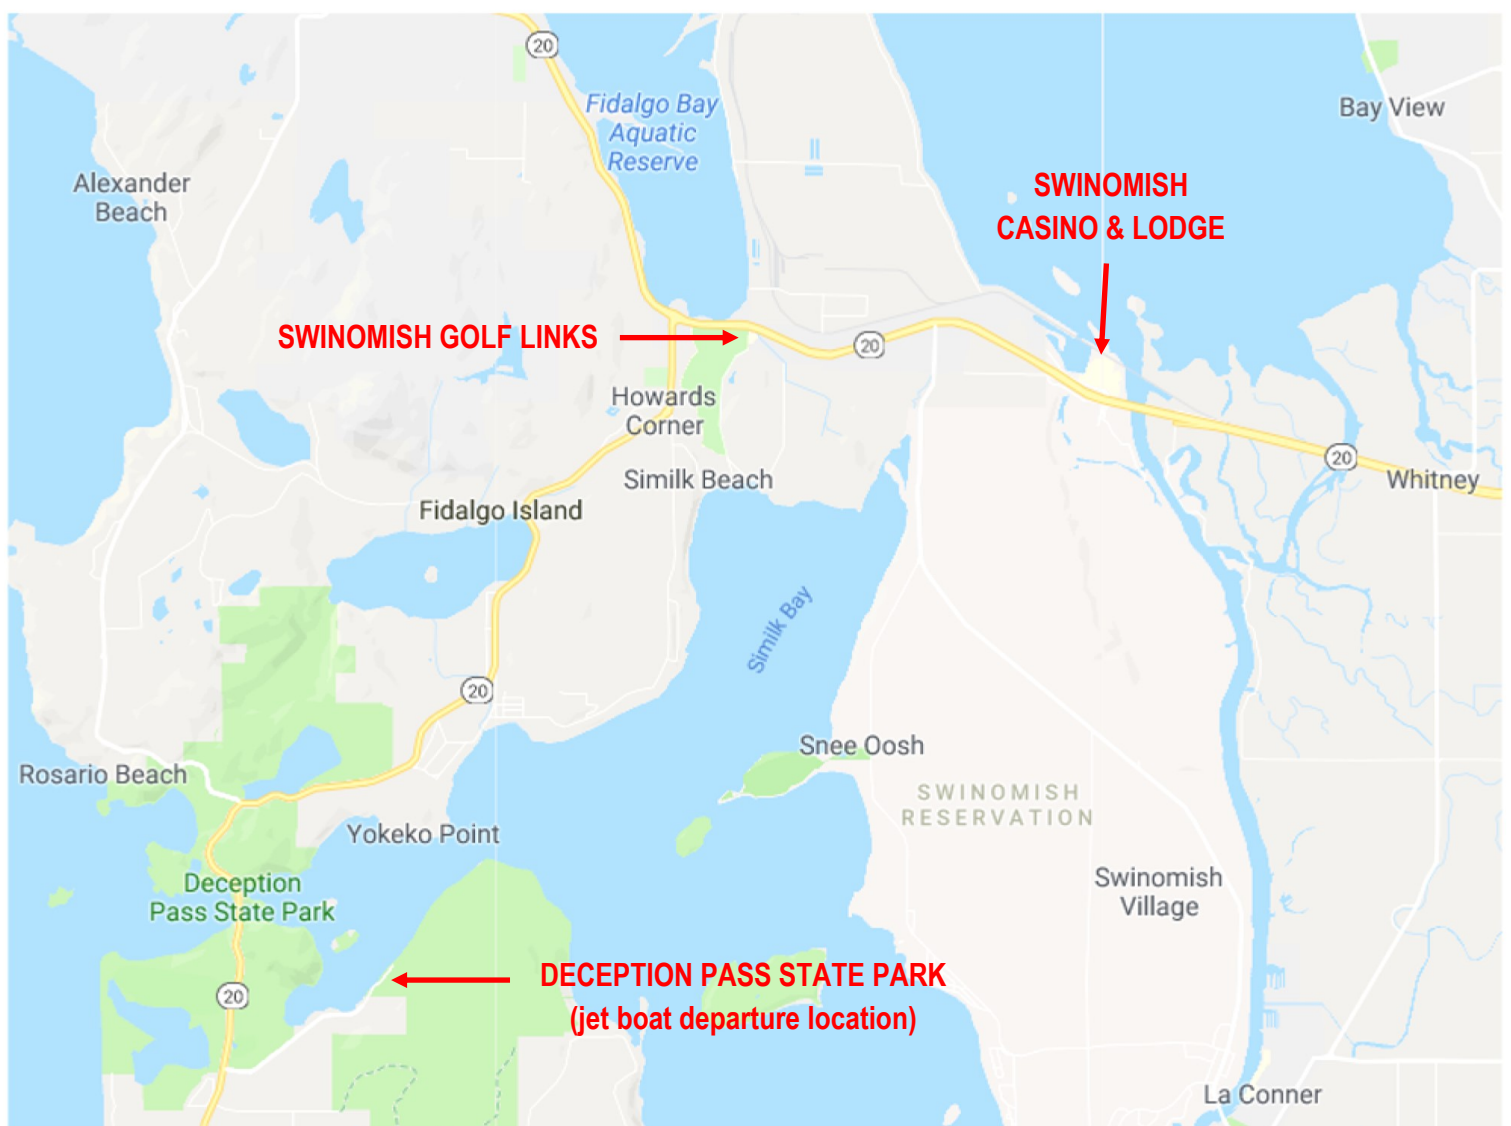 20
Fidalgo Bay
Aquatic
Reserve
Bay View
Alexander
Beach
SWINOMISH
CASINO & LODGE
SWINOMISH GOLF LINKS
20
Howards
Corner
20
Similk Beach
Whitney
Fidalgo Island
Similk Bay
20
Snee Oosh
Rosario Beach
SWINOMISH
RESERVATION
Yokeko Point
Deception
Pass State Park
Swinomish
Village
DECEPTION PASS STATE PARK
(jet boat departure location)
20
La Conner